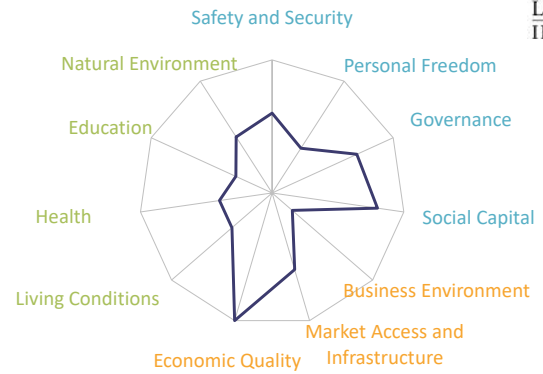 Safety and Security
Personal Freedom
Governance
Social Capital
Business Environment
Market Access and
Infrastructure
Economic Quality
Living Conditions
Health
Education
Natural Environment